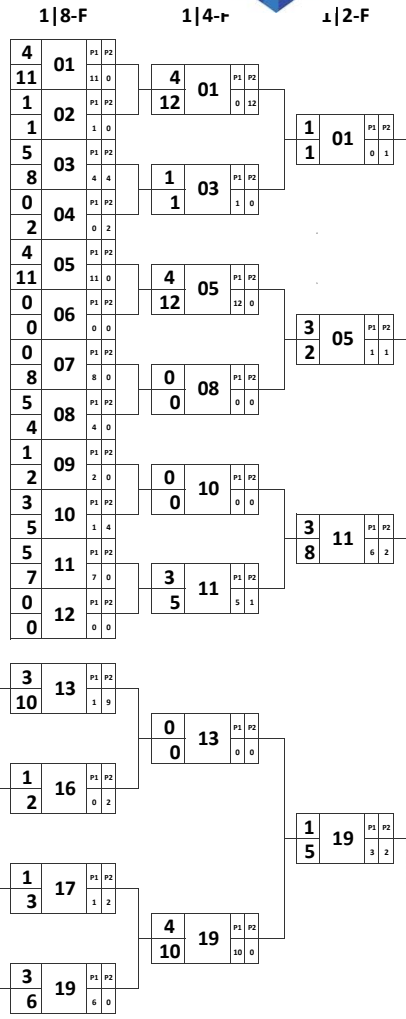 1|8-F 1|4-F 1|2-F
4 01 P1 P2
11 11 0
1 02 P1 P2
1 1 0
5 03 P1 P2
8 4 4
0 04 P1 P2
2 0 2
4 05 P1 P2
11 11 0
0 06 P1 P2
0 0 0
0 07 P1 P2
8 8 0
5 08 P1 P2
4 4 0
1 09 P1 P2
2 2 0
3 10 P1 P2
5 1 4
5 11 P1 P2
7 7 0
0 12 P1 P2
0 0 0
3 13 P1 P2
10 1 9
1 16 P1 P2
2 0 2
1 17 P1 P2
3 1 2
3 19 P1 P2
6 6 0
4 01 P1 P2
12 0 12
1 03 P1 P2
1 1 0
4 05 P1 P2
12 12 0
0 08 P1 P2
0 0 0
0 10 P1 P2
0 0 0
3 11 P1 P2
5 5 1
0 13 P1 P2
0 0 0
4 19 P1 P2
10 10 0
1 01 P1 P2
1 0 1
3 05 P1 P2
2 1 1
3 11 P1 P2
8 6 2
1 19 P1 P2
5 3 2